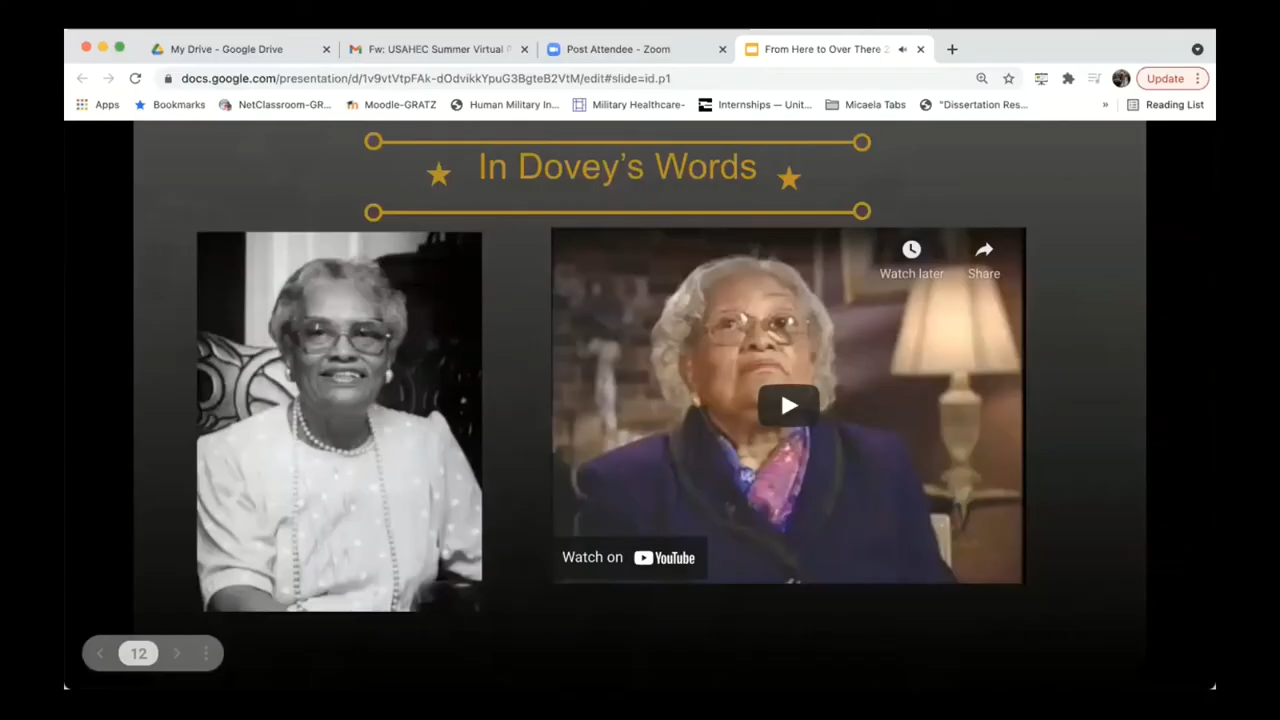 My Drive - Google Drive
Fw: USAHEC Summer Virtual P
Post Attendee - Zoom
From Here to Over There 2
docs.google.com/presentation/d/1v9vtVtpFAk-dOdvikkYpuG3BgteB2VtM/edit#slide=id.p1
Update
Apps
Bookmarks
NetClassroom-GR...
Moodle-GRATZ
Human Military In...
Military Healthcare-
Internships — Unit...
Micaela Tabs
"Dissertation Res...
»
Reading List
In Dovey's Words
Watch later
Share
Watch on YouTube
12